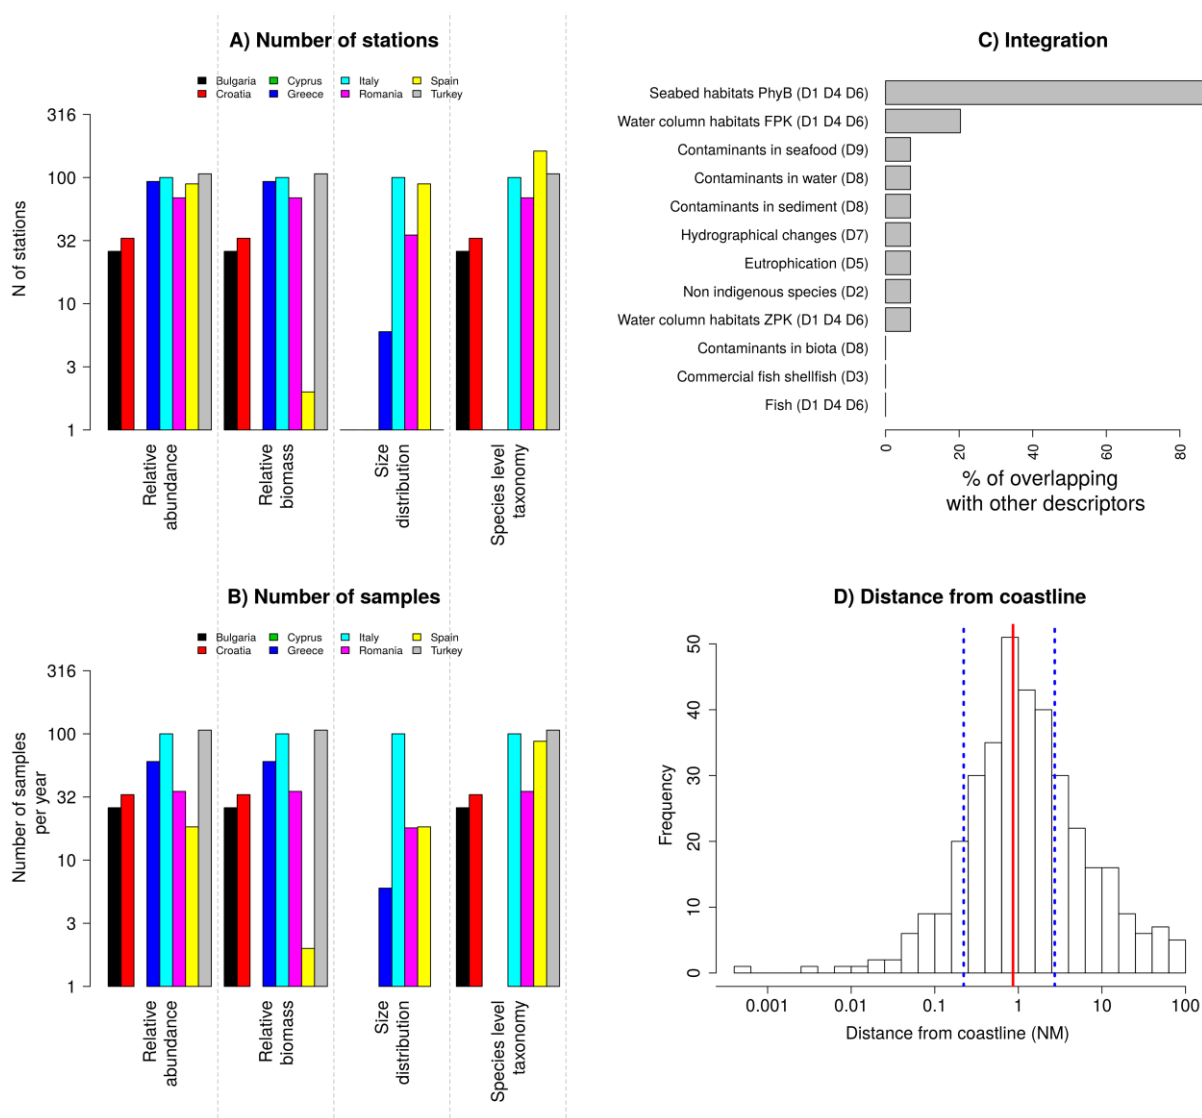 A) Number of stations
Bulgaria Cyprus Italy Spain
Croatia Greece Romania Turkey
N of stations
316
100
32
10
3
1
Relative
abundance
Relative
biomass
Size
distribution
Species level
taxonomy
C) Integration
Seabed habitats PhyB (D1 D4 D6)
Water column habitats FPK (D1 D4 D6)
Contaminants in seafood (D9)
Contaminants in water (D8)
Contaminants in sediment (D8)
Hydrographical changes (D7)
Eutrophication (D5)
Non indigenous species (D2)
Water column habitats ZPK (D1 D4 D6)
Contaminants in biota (D8)
Commercial fish shellfish (D3)
Fish (D1 D4 D6)
0 20 40 60 80
% of overlapping
with other descriptors
B) Number of samples
Bulgaria Cyprus Italy Spain
Croatia Greece Romania Turkey
Number of samples
per year
316
100
32
10
3
1
Relative
abundance
Relative
biomass
Size
distribution
Species level
taxonomy
D) Distance from coastline
Frequency
50
40
30
20
10
0
0.001 0.01 0.1 1 10 100
Distance from coastline (NM)